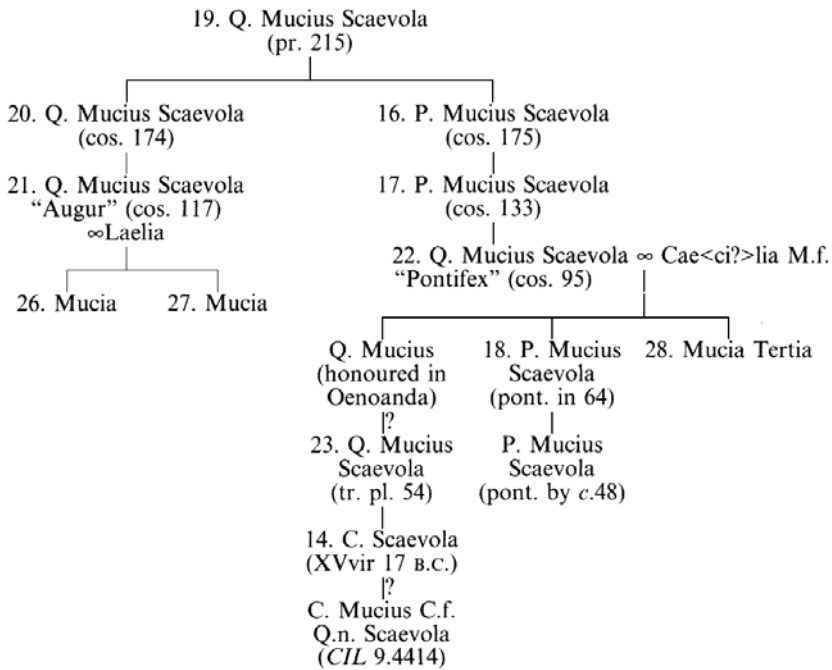 19. Q. Mucius Scaevola
(pr. 215)
20. Q. Mucius Scaevola
(cos. 174)
16. P. Mucius Scaevola
(cos. 175)
21. Q. Mucius Scaevola
"Augur" (cos. 117)
∞Laelia
17. P. Mucius Scaevola
(cos. 133)
22. Q. Mucius Scaevola ∞ Cae<ci?>lia M.f.
"Pontifex" (cos. 95)
26. Mucia
27. Mucia
Q. Mucius
(honoured in
Oenoanda)
18. P. Mucius
Scaevola
(pont. in 64)
28. Mucia Tertia
?
23. Q. Mucius
Scaevola
(tr. pl. 54)
P. Mucius
Scaevola
(pont. by c.48)
14. C. Scaevola
(XVvir 17 B.C.)
?
C. Mucius C.f.
Q.n. Scaevola
(CIL 9.4414)